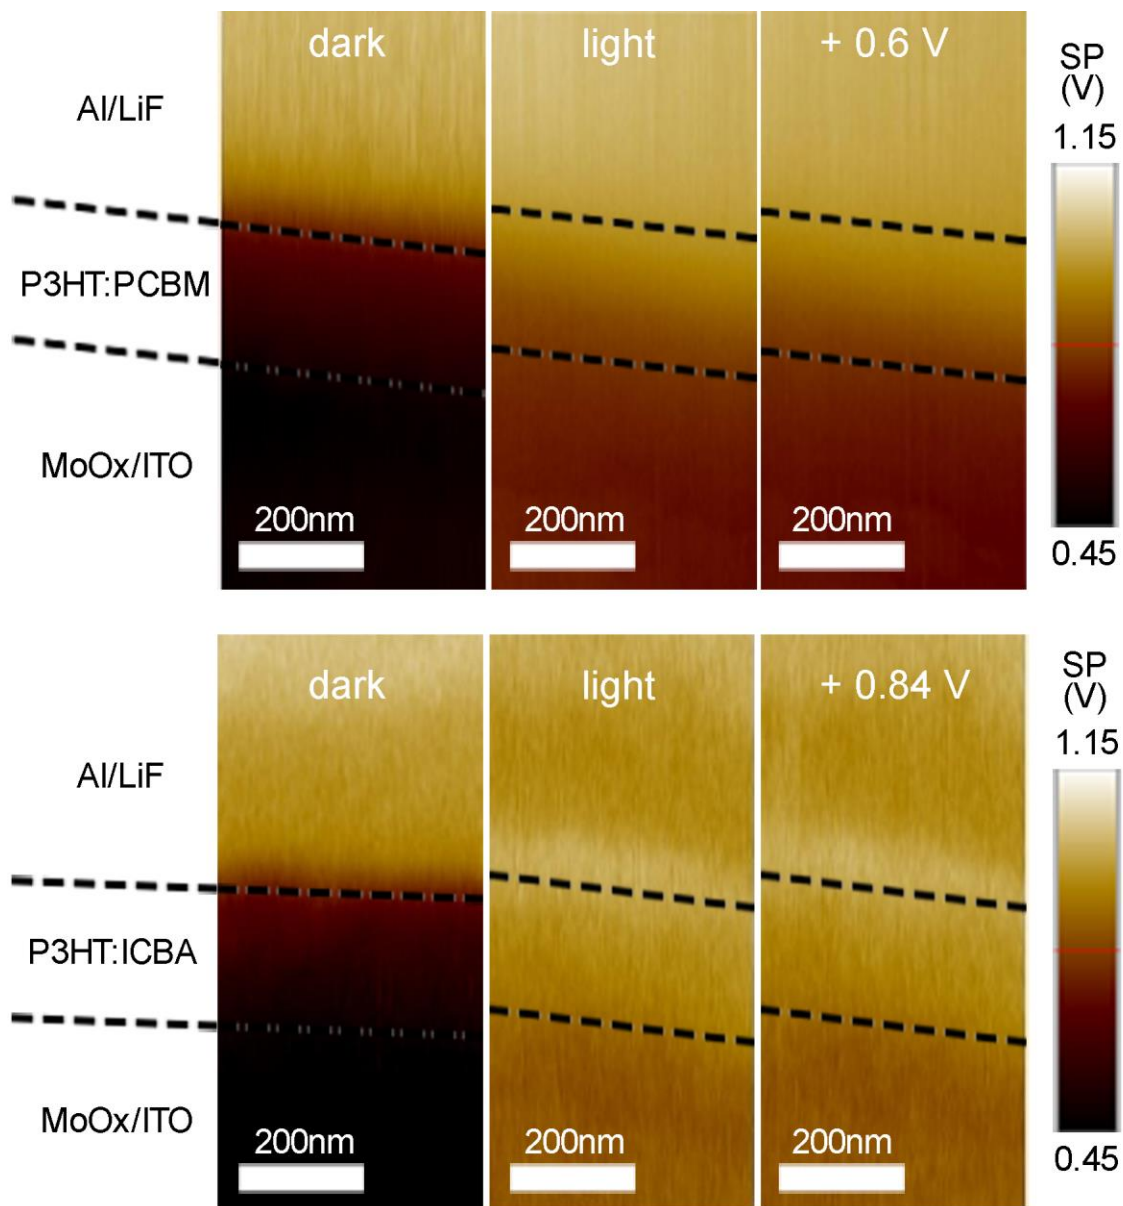 dark
light
+ 0.6 V
SP
(V)
1.15
Al/LiF
P3HT:PCBM
MoOx/ITO
200nm
200nm
200nm
0.45
dark
light
+ 0.84 V
SP
(V)
1.15
Al/LiF
P3HT:ICBA
MoOx/ITO
200nm
200nm
200nm
0.45